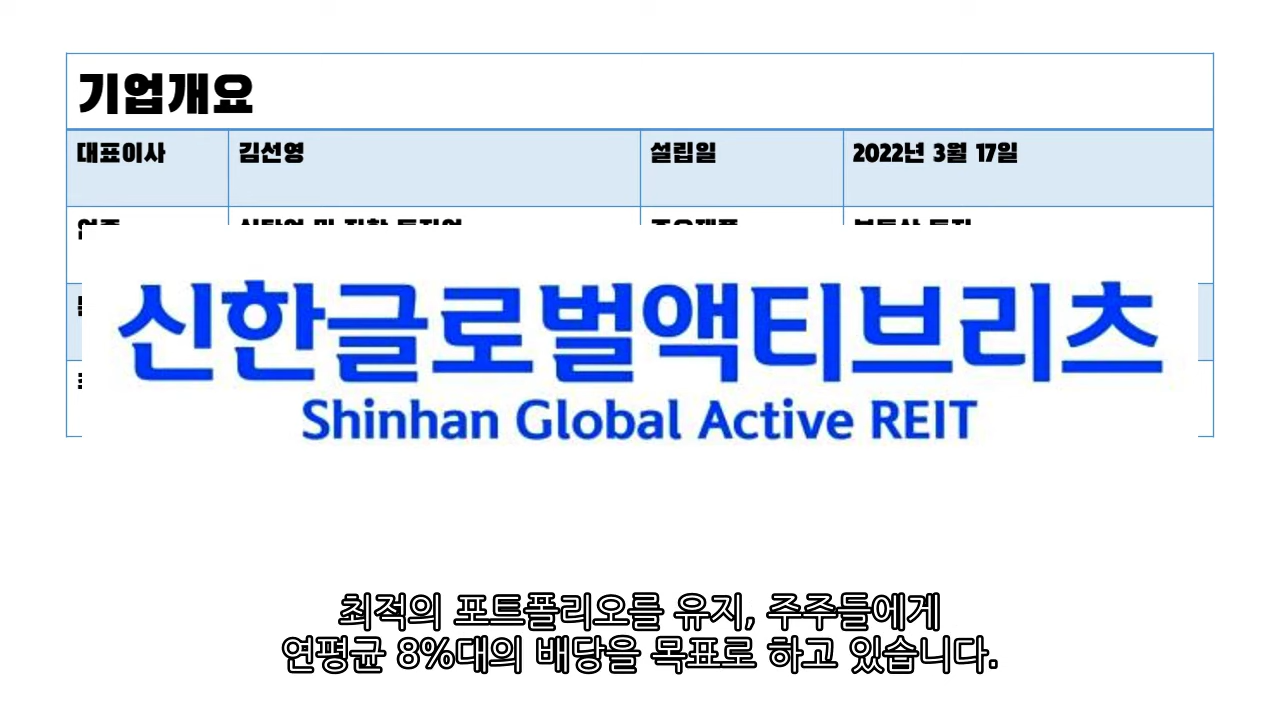 기업개요
대표이사 김선영 설립일 2022년 3월 17일
신한글로벌액티브리츠
Shinhan Global Active REIT
최적의 포트폴리오를 유지, 주주들에게
연평균 8%대의 배당을 목표로 하고 있습니다.